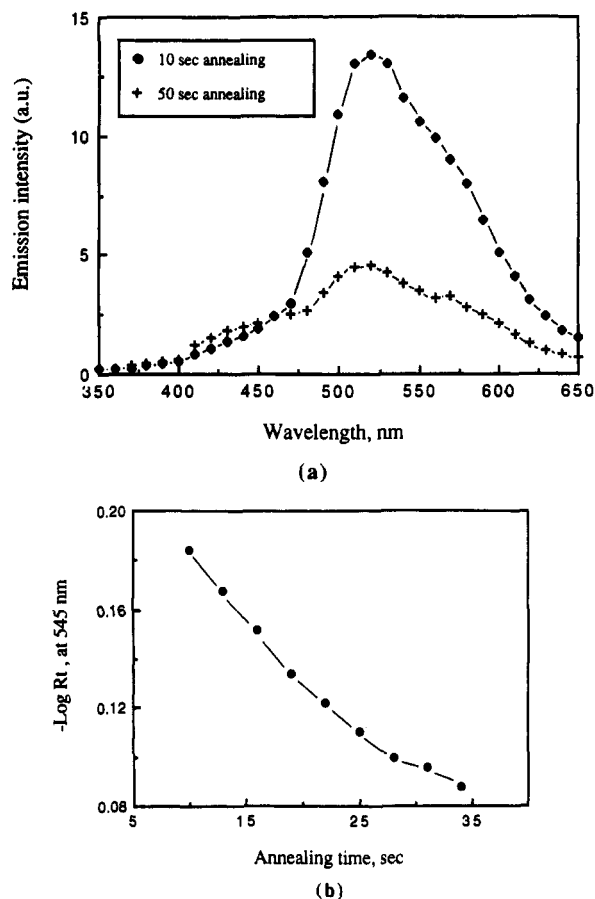 15
10 sec annealing
50 sec annealing
10
5
0
Emission intensity (a.u.)
350 400 450 500 550 600 650
Wavelength, nm
(a)
0.20
0.16
0.12
0.08
-Log Rt , at 545 nm
5 15 25 35
Annealing time, sec
(b)